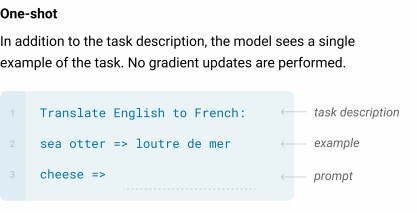 One-shot
In addition to the task description, the model sees a single
example of the task. No gradient updates are performed.
1 Translate English to French: task description
2 sea otter => loutre de mer example
3 cheese => prompt